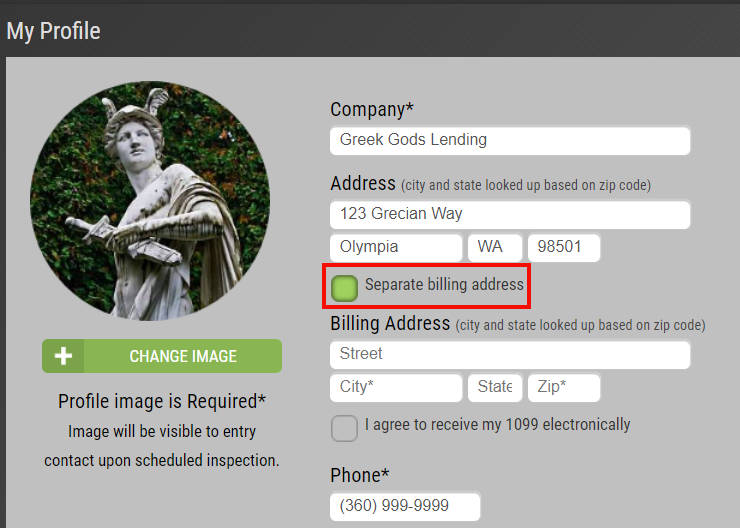 My Profile
Company*
Greek Gods Lending
Address (city and state looked up based on zip code)
123 Grecian Way
Olympia WA 98501
Separate billing address
Billing Address (city and state looked up based on zip code)
Street
City* State Zip*
I agree to receive my 1099 electronically
Phone*
(360) 999-9999
+ CHANGE IMAGE
Profile image is Required*
Image will be visible to entry
contact upon scheduled inspection.